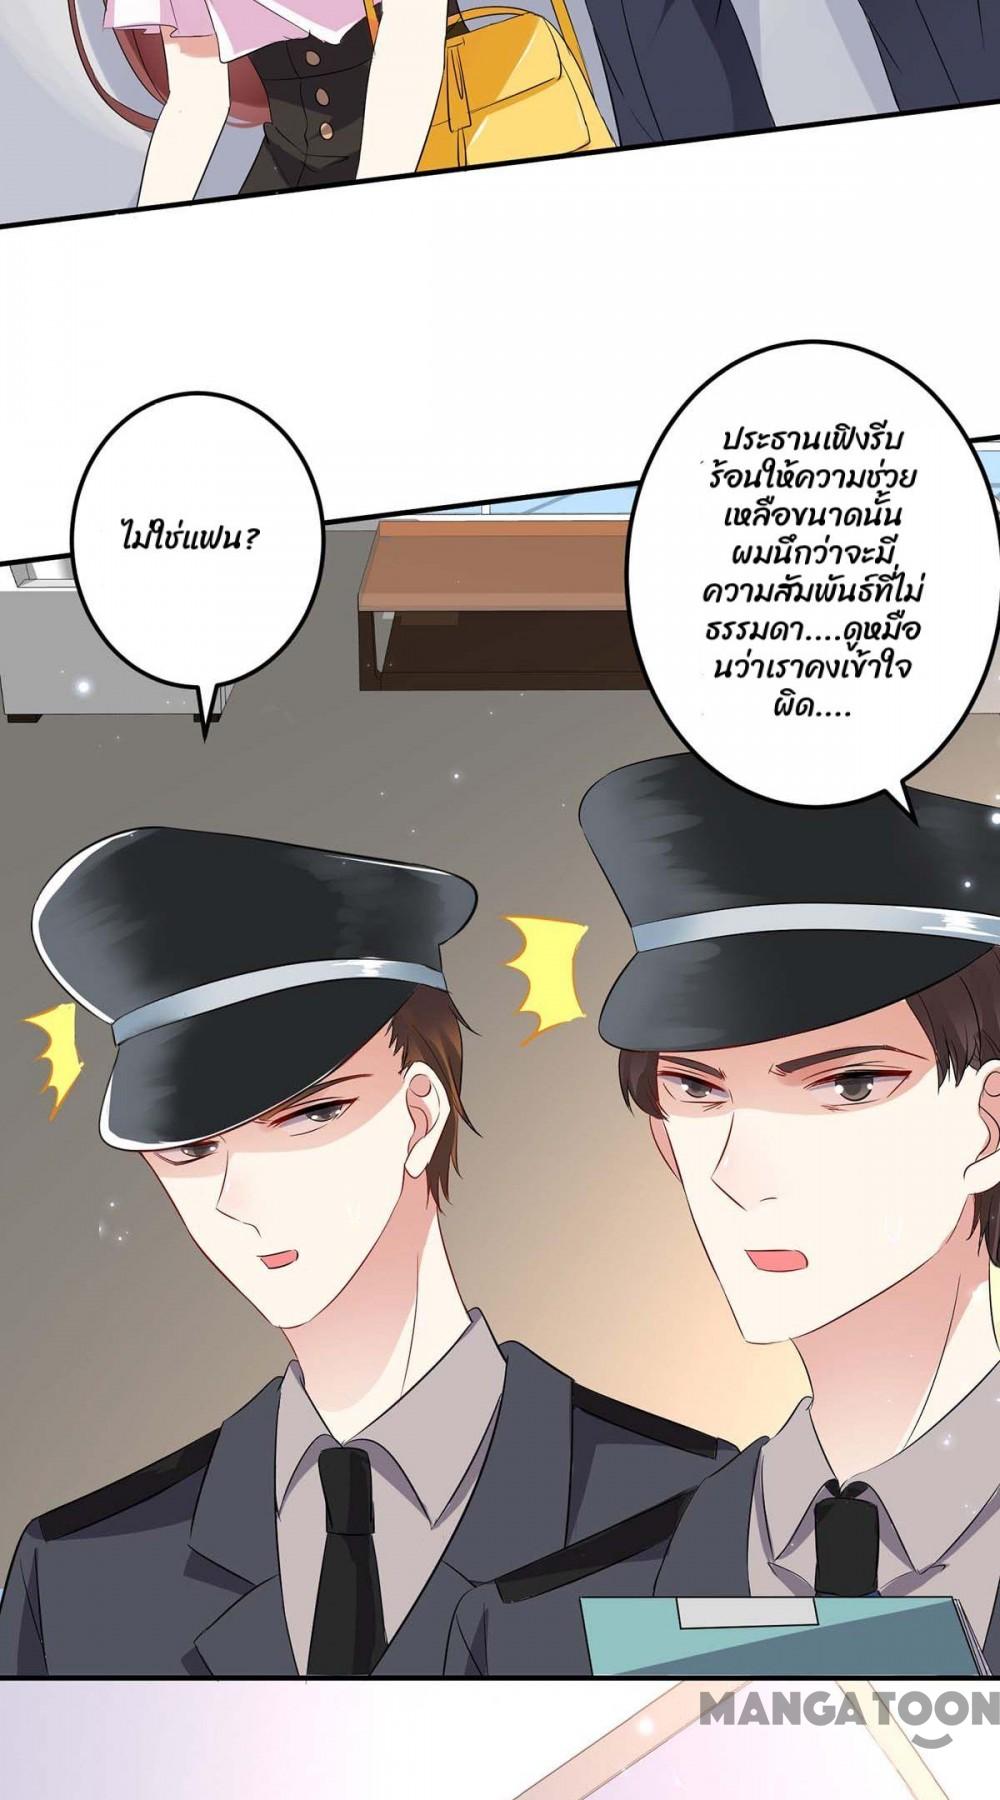 ไม่ใช่แฟน?
ประธานเฟิงรีบ
ร้อนให้ความช่วย
เหลือขนาดนั้น
ผมนึกว่าจะมี
ความสัมพันธ์ที่ไม่
ธรรมดา....ดูหมือ
นว่าเราคงเข้าใจ
ผิด....
MANGATOON